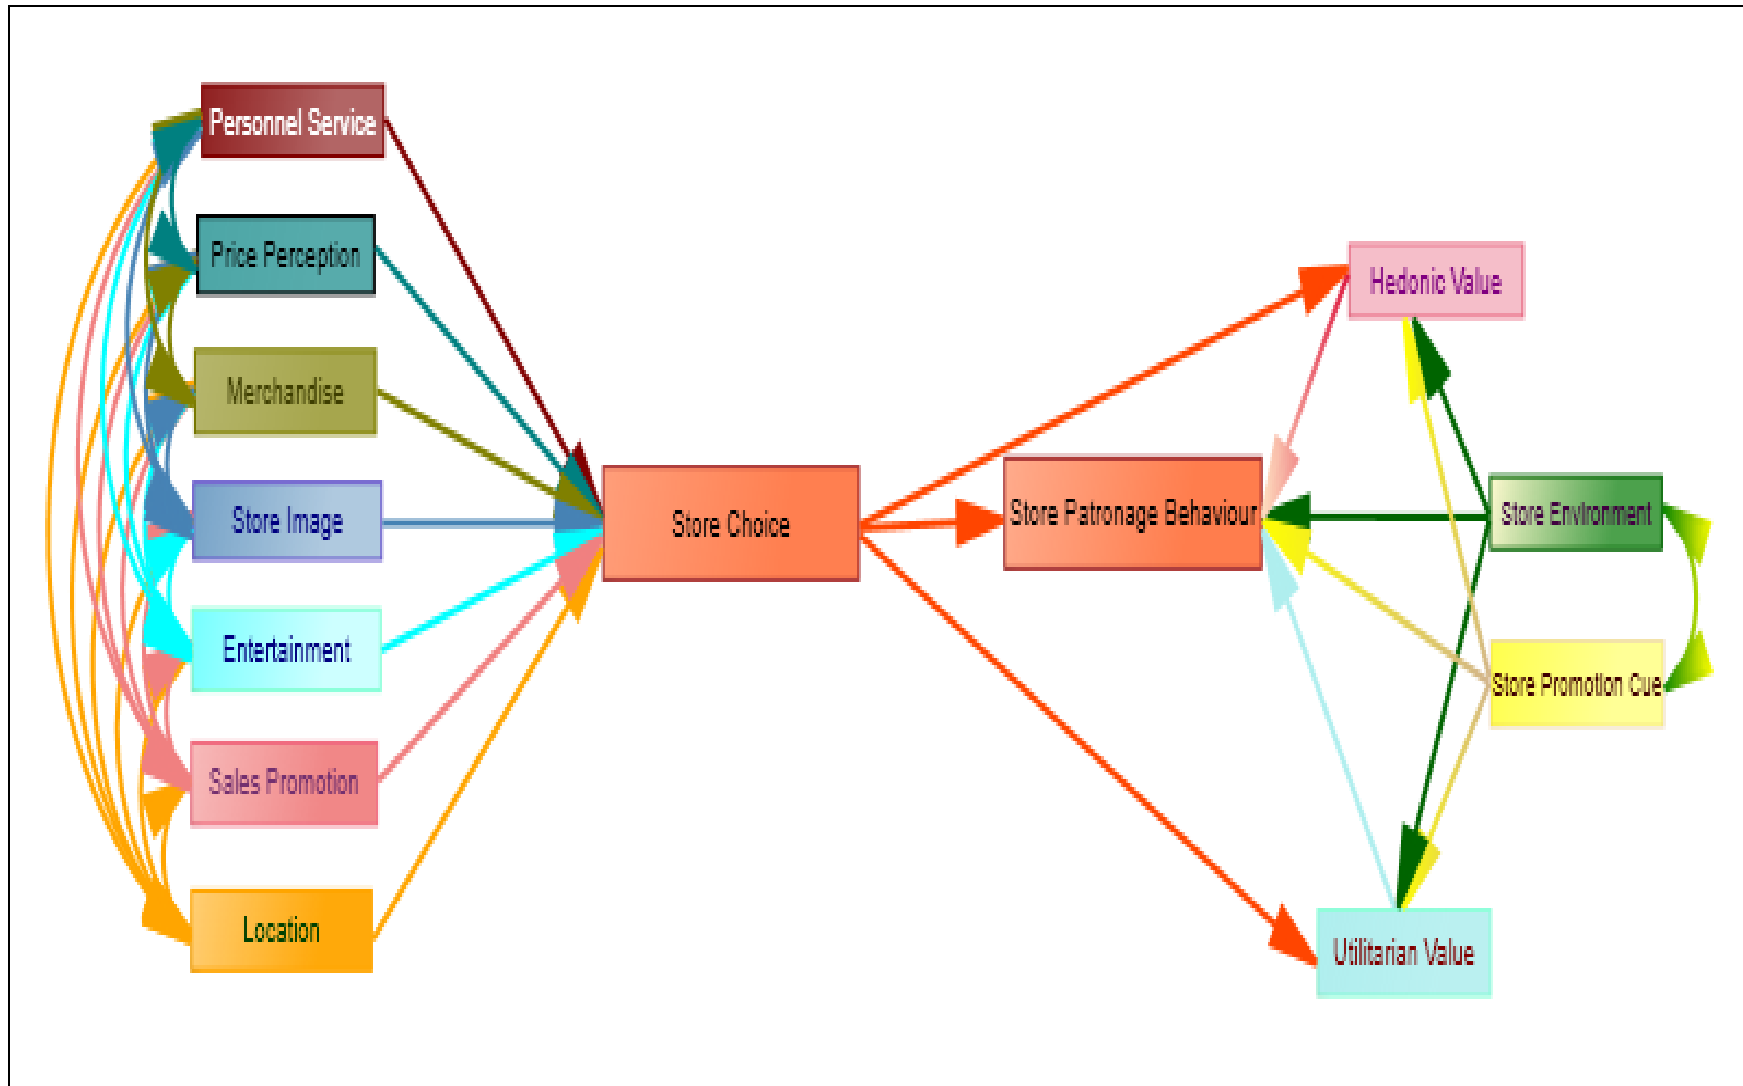 Personnel Service
Price Perception
Merchandise
Store Image
Entertainment
Sales Promotion
Location
Store Choice
Store Patronage Behaviour
Hedonic Value
Store Environment
Store Promotion Cue
Utilitarian Value